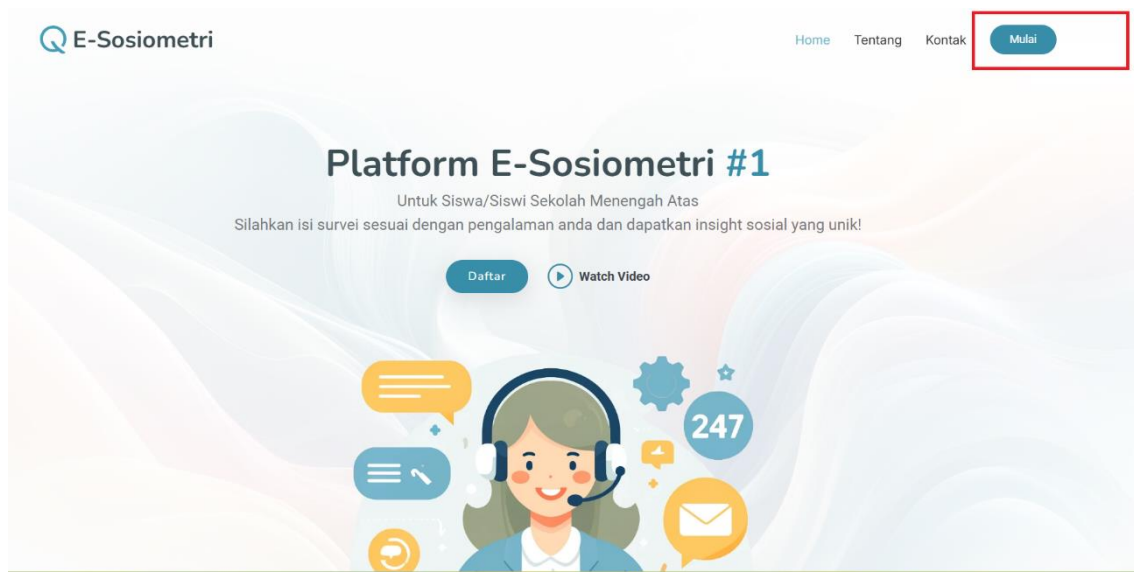 E-Sosiometri
Home Tentang Kontak Mulai
Platform E-Sosiometri #1
Untuk Siswa/Siswi Sekolah Menengah Atas
Silahkan isi survei sesuai dengan pengalaman anda dan dapatkan insight sosial yang unik!
Daftar Watch Video
247